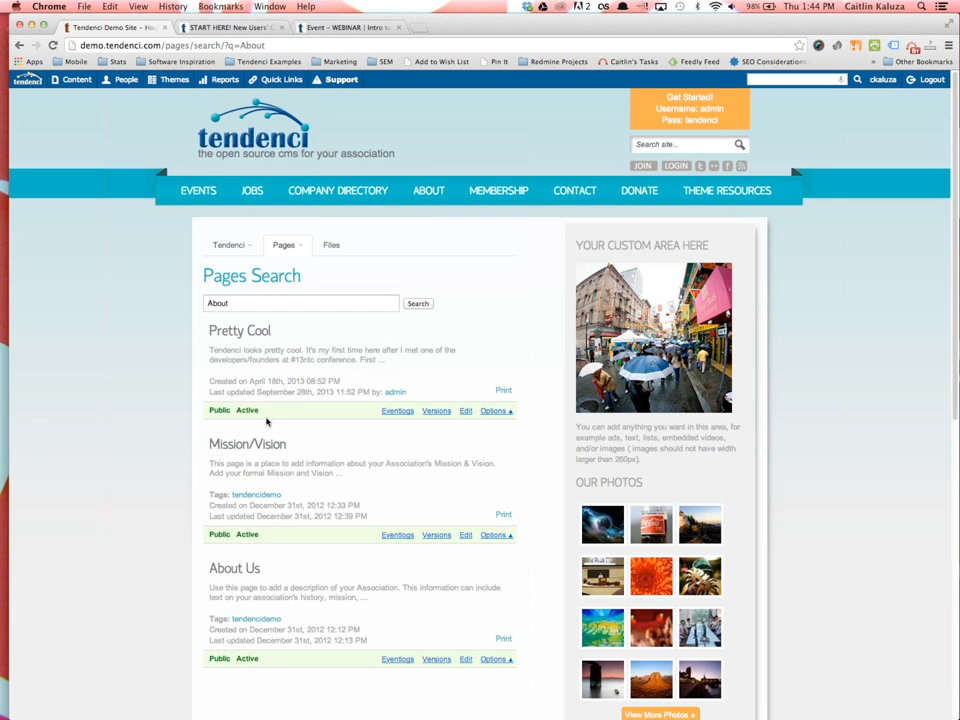 Chrome File Edit View History Bookmarks Window Help 2 98% Thu 1:44 PM Caitlin Kaluza
Tendenci Demo Site – Ho START HERE! New Users' Event – WEBINAR | Intro t
demo.tendenci.com/pages/search/?q=About
Apps Mobile Stats Software Inspiration Tendenci Examples Marketing SEM Add to Wish List Pin It Redmine Projects Caitlin's Tasks Feedly Feed SEO Consideration » Other Bookmarks
tendenci Content People Themes Reports Quick Links Support ckaluza Logout
Get Started!
Username: admin
Pass: tendenci
tendenci
the open source cms for your association
Search site...
JOIN LOGIN
EVENTS JOBS COMPANY DIRECTORY ABOUT MEMBERSHIP CONTACT DONATE THEME RESOURCES
Tendenci Pages Files
Pages Search
About Search
Pretty Cool
Tendenci looks pretty cool. It's my first time here after I met one of the
developers/founders at #13ntc conference. First ...
Created on April 18th, 2013 08:52 PM
Last updated September 28th, 2013 11:52 PM by: admin
Print
Public Active Eventlogs Versions Edit Options ▲
Mission/Vision
This page is a place to add information about your Association's Mission & Vision.
Add your formal Mission and Vision ...
Tags: tendencidemo
Created on December 31st, 2012 12:33 PM
Last updated December 31st, 2012 12:39 PM
Print
Public Active Eventlogs Versions Edit Options ▲
About Us
Use this page to add a description of your Association. This information can include
text on your association's history, mission, ...
Tags: tendencidemo
Created on December 31st, 2012 12:12 PM
Last updated December 31st, 2012 12:13 PM
Print
Public Active Eventlogs Versions Edit Options ▲
YOUR CUSTOM AREA HERE
You can add anything you want in this area, for
example ads, text, lists, embedded videos,
and/or images ( images should not have width
larger than 260px).
OUR PHOTOS
View More Photos »